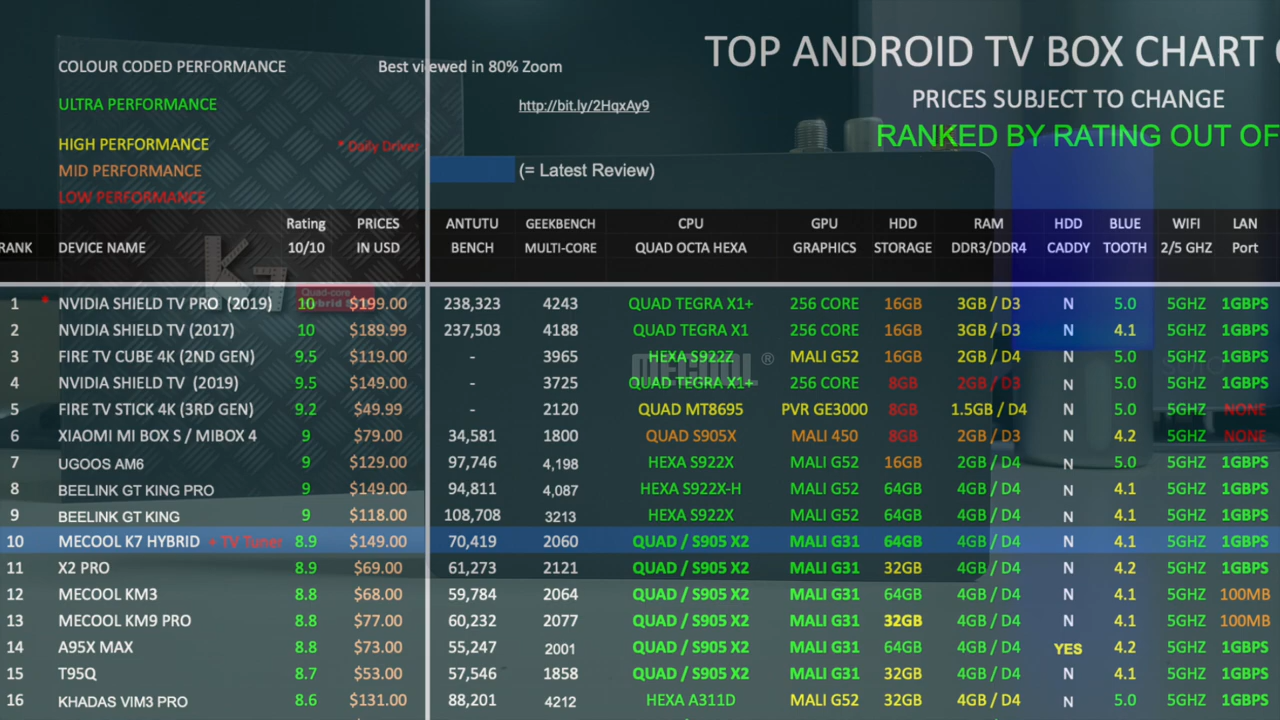 TOP ANDROID TV BOX CHART
COLOUR CODED PERFORMANCE Best viewed in 80% Zoom
PRICES SUBJECT TO CHANGE
ULTRA PERFORMANCE http://bit.ly/2HqxAy9
RANKED BY RATING OUT OF
HIGH PERFORMANCE * Daily Driver
MID PERFORMANCE (= Latest Review)
LOW PERFORMANCE
Rating PRICES ANTUTU GEEKBENCH CPU GPU HDD RAM HDD BLUE WIFI LAN
RANK DEVICE NAME 10/10 IN USD BENCH MULTI-CORE QUAD OCTA HEXA GRAPHICS STORAGE DDR3/DDR4 CADDY TOOTH 2/5 GHZ Port
K7
Quad-core
Hybrid
1 * NVIDIA SHIELD TV PRO (2019) 10 $199.00 238,323 4243 QUAD TEGRA X1+ 256 CORE 16GB 3GB / D3 N 5.0 5GHZ 1GBPS
2 NVIDIA SHIELD TV (2017) 10 $189.99 237,503 4188 QUAD TEGRA X1 256 CORE 16GB 3GB / D3 N 4.1 5GHZ 1GBPS
3 FIRE TV CUBE 4K (2ND GEN) 9.5 $119.00 - 3965 HEXA S922Z MALI G52 16GB 2GB / D4 N 5.0 5GHZ 1GBPS
MECOOL ®
4 NVIDIA SHIELD TV (2019) 9.5 $149.00 - 3725 QUAD TEGRA X1+ 256 CORE 8GB 2GB / D3 N 5.0 5GHZ 1GBPS
5 FIRE TV STICK 4K (3RD GEN) 9.2 $49.99 - 2120 QUAD MT8695 PVR GE3000 8GB 1.5GB / D4 N 5.0 5GHZ NONE
6 XIAOMI MI BOX S / MIBOX 4 9 $79.00 34,581 1800 QUAD S905X MALI 450 8GB 2GB / D3 N 4.2 5GHZ NONE
7 UGOOS AM6 9 $129.00 97,746 4,198 HEXA S922X MALI G52 16GB 2GB / D4 N 5.0 5GHZ 1GBPS
8 BEELINK GT KING PRO 9 $149.00 94,811 4,087 HEXA S922X-H MALI G52 64GB 4GB / D4 N 4.1 5GHZ 1GBPS
9 BEELINK GT KING 9 $118.00 108,708 3213 HEXA S922X MALI G52 64GB 4GB / D4 N 4.1 5GHZ 1GBPS
10 MECOOL K7 HYBRID + TV Tuner 8.9 $149.00 70,419 2060 QUAD / S905 X2 MALI G31 64GB 4GB / D4 N 4.1 5GHZ 1GBPS
11 X2 PRO 8.9 $69.00 61,273 2121 QUAD / S905 X2 MALI G31 32GB 4GB / D4 N 4.2 5GHZ 1GBPS
12 MECOOL KM3 8.8 $68.00 59,784 2064 QUAD / S905 X2 MALI G31 64GB 4GB / D4 N 4.1 5GHZ 100MB
13 MECOOL KM9 PRO 8.8 $77.00 60,232 2077 QUAD / S905 X2 MALI G31 32GB 4GB / D4 N 4.1 5GHZ 100MB
14 A95X MAX 8.8 $73.00 55,247 2001 QUAD / S905 X2 MALI G31 64GB 4GB / D4 YES 4.2 5GHZ 1GBPS
15 T95Q 8.7 $53.00 57,546 1858 QUAD / S905 X2 MALI G31 32GB 4GB / D4 N 4.1 5GHZ 1GBPS
16 KHADAS VIM3 PRO 8.6 $131.00 88,201 4212 HEXA A311D MALI G52 32GB 4GB / D4 N 5.0 5GHZ 1GBPS